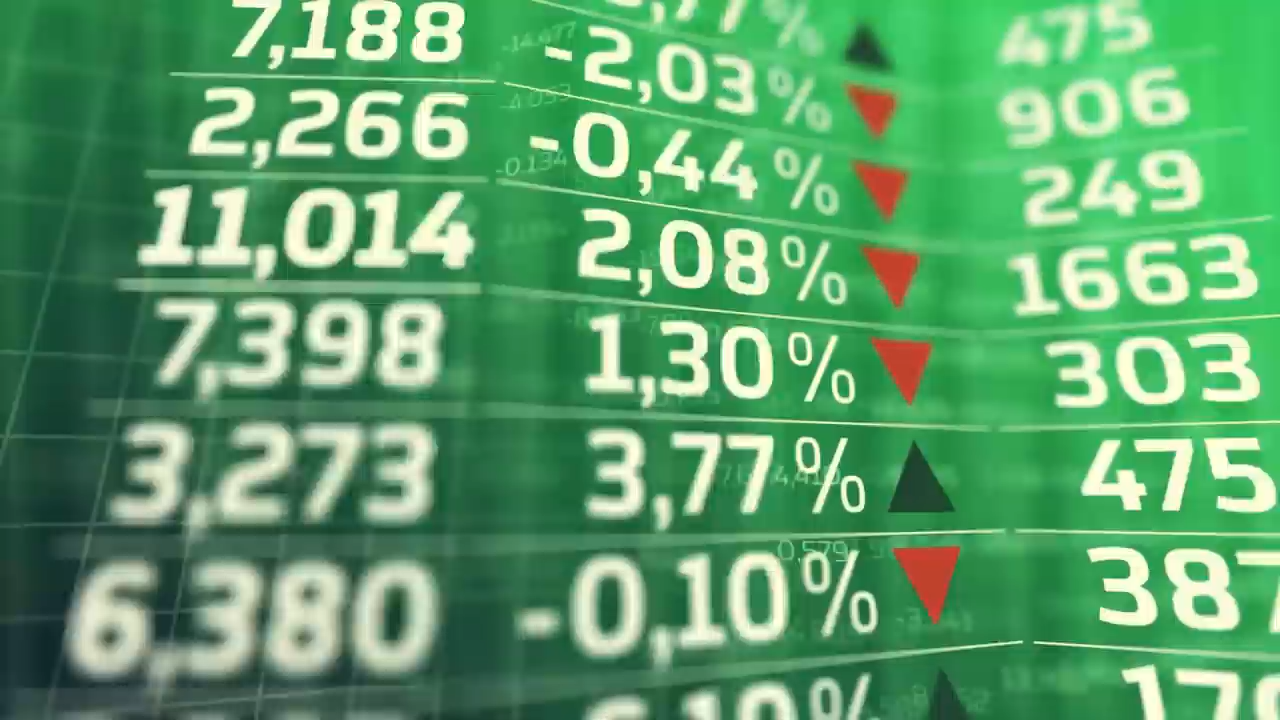 7,188 -2,03% 475
2,266 -0,44% 906
11,014 2,08% 249
7,398 1,30% 1663
3,273 3,77% 303
6,380 -0,10% 475
387